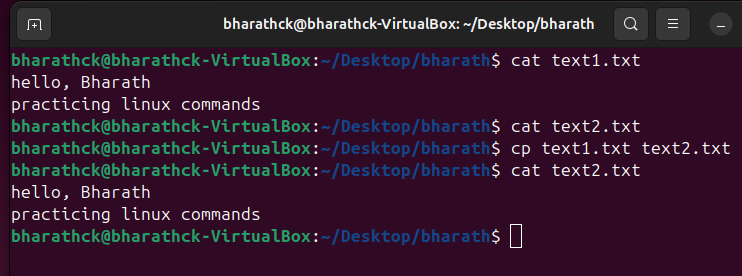 bharathck@bharathck-VirtualBox: ~/Desktop/bharath
bharathck@bharathck-VirtualBox:~/Desktop/bharath$ cat text1.txt
hello, Bharath
practicing linux commands
bharathck@bharathck-VirtualBox:~/Desktop/bharath$ cat text2.txt
bharathck@bharathck-VirtualBox:~/Desktop/bharath$ cp text1.txt text2.txt
bharathck@bharathck-VirtualBox:~/Desktop/bharath$ cat text2.txt
hello, Bharath
practicing linux commands
bharathck@bharathck-VirtualBox:~/Desktop/bharath$